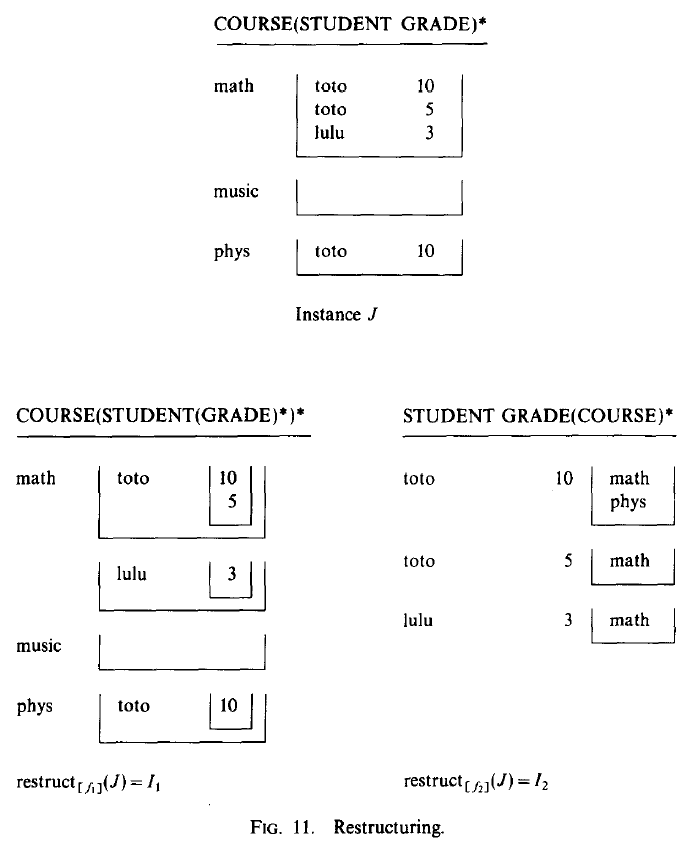 COURSE(STUDENT GRADE)*
math toto 10
toto 5
lulu 3
music
phys toto 10
Instance J
COURSE(STUDENT(GRADE)*)*
math toto 10
5
lulu 3
music
phys toto 10
restruct[f1](J) = I1
STUDENT GRADE(COURSE)*
toto 10 math
phys
toto 5 math
lulu 3 math
restruct[f2](J) = I2
FIG. 11. Restructuring.